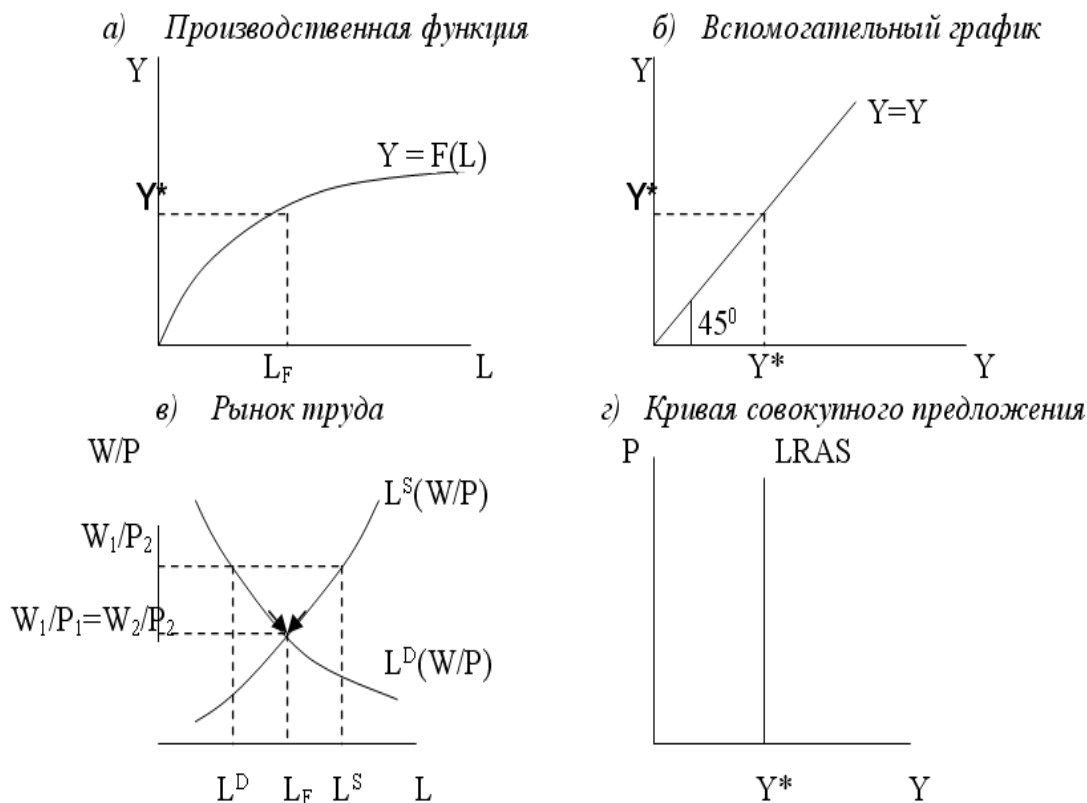 а) Производственная функция
Y
Y = F(L)
Y*
L_F
L
б) Вспомогательный график
Y
Y=Y
Y*
45⁰
Y*
Y
в) Рынок труда
W/P
L^S(W/P)
W₁/P₂
W₁/P₁=W₂/P₂
L^D(W/P)
L^D L_F L^S L
г) Кривая совокупного предложения
P
LRAS
Y*
Y